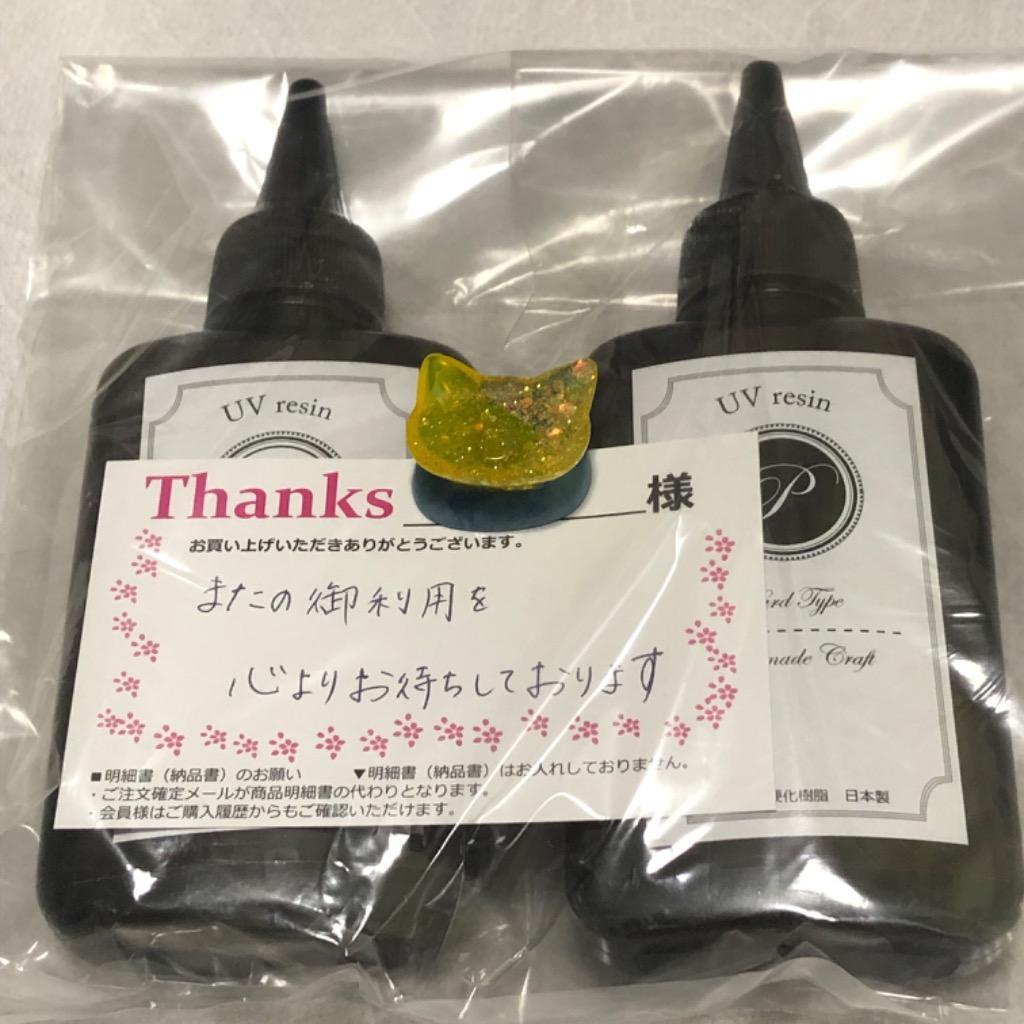 UV resin
UV resin
P
Thanks 様
お買い上げいただきありがとうございます。
またの御利用を
心よりお待ちしております
Type
Craft
■明細書（納品書）のお願い ▼明細書（納品書）はお入れしておりません。
・ご注文確定メールが商品明細書の代わりとなります。
・会員様はご購入履歴からもご確認いただけます。
硬化樹脂 日本製